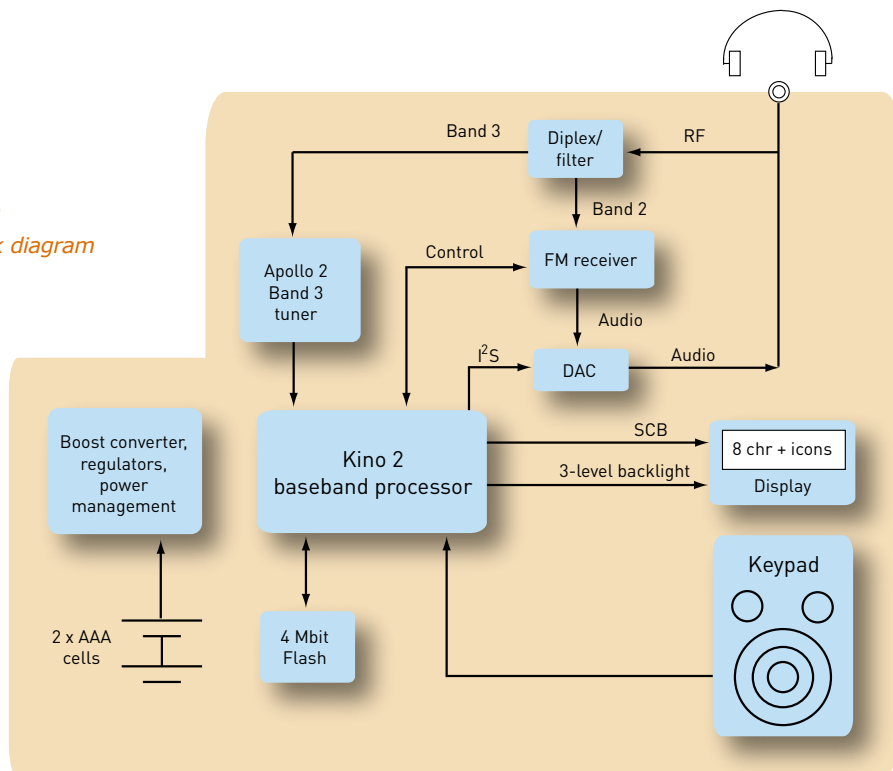 Band 3
Diplex/
filter
RF
Band 2
diagram
Control
FM receiver
Apollo 2
Band 3
tuner
Audio
I²S
DAC
Audio
Boost converter,
regulators,
power
management
Kino 2
baseband processor
SCB
8 chr + icons
3-level backlight
Display
Keypad
2 x AAA
cells
4 Mbit
Flash